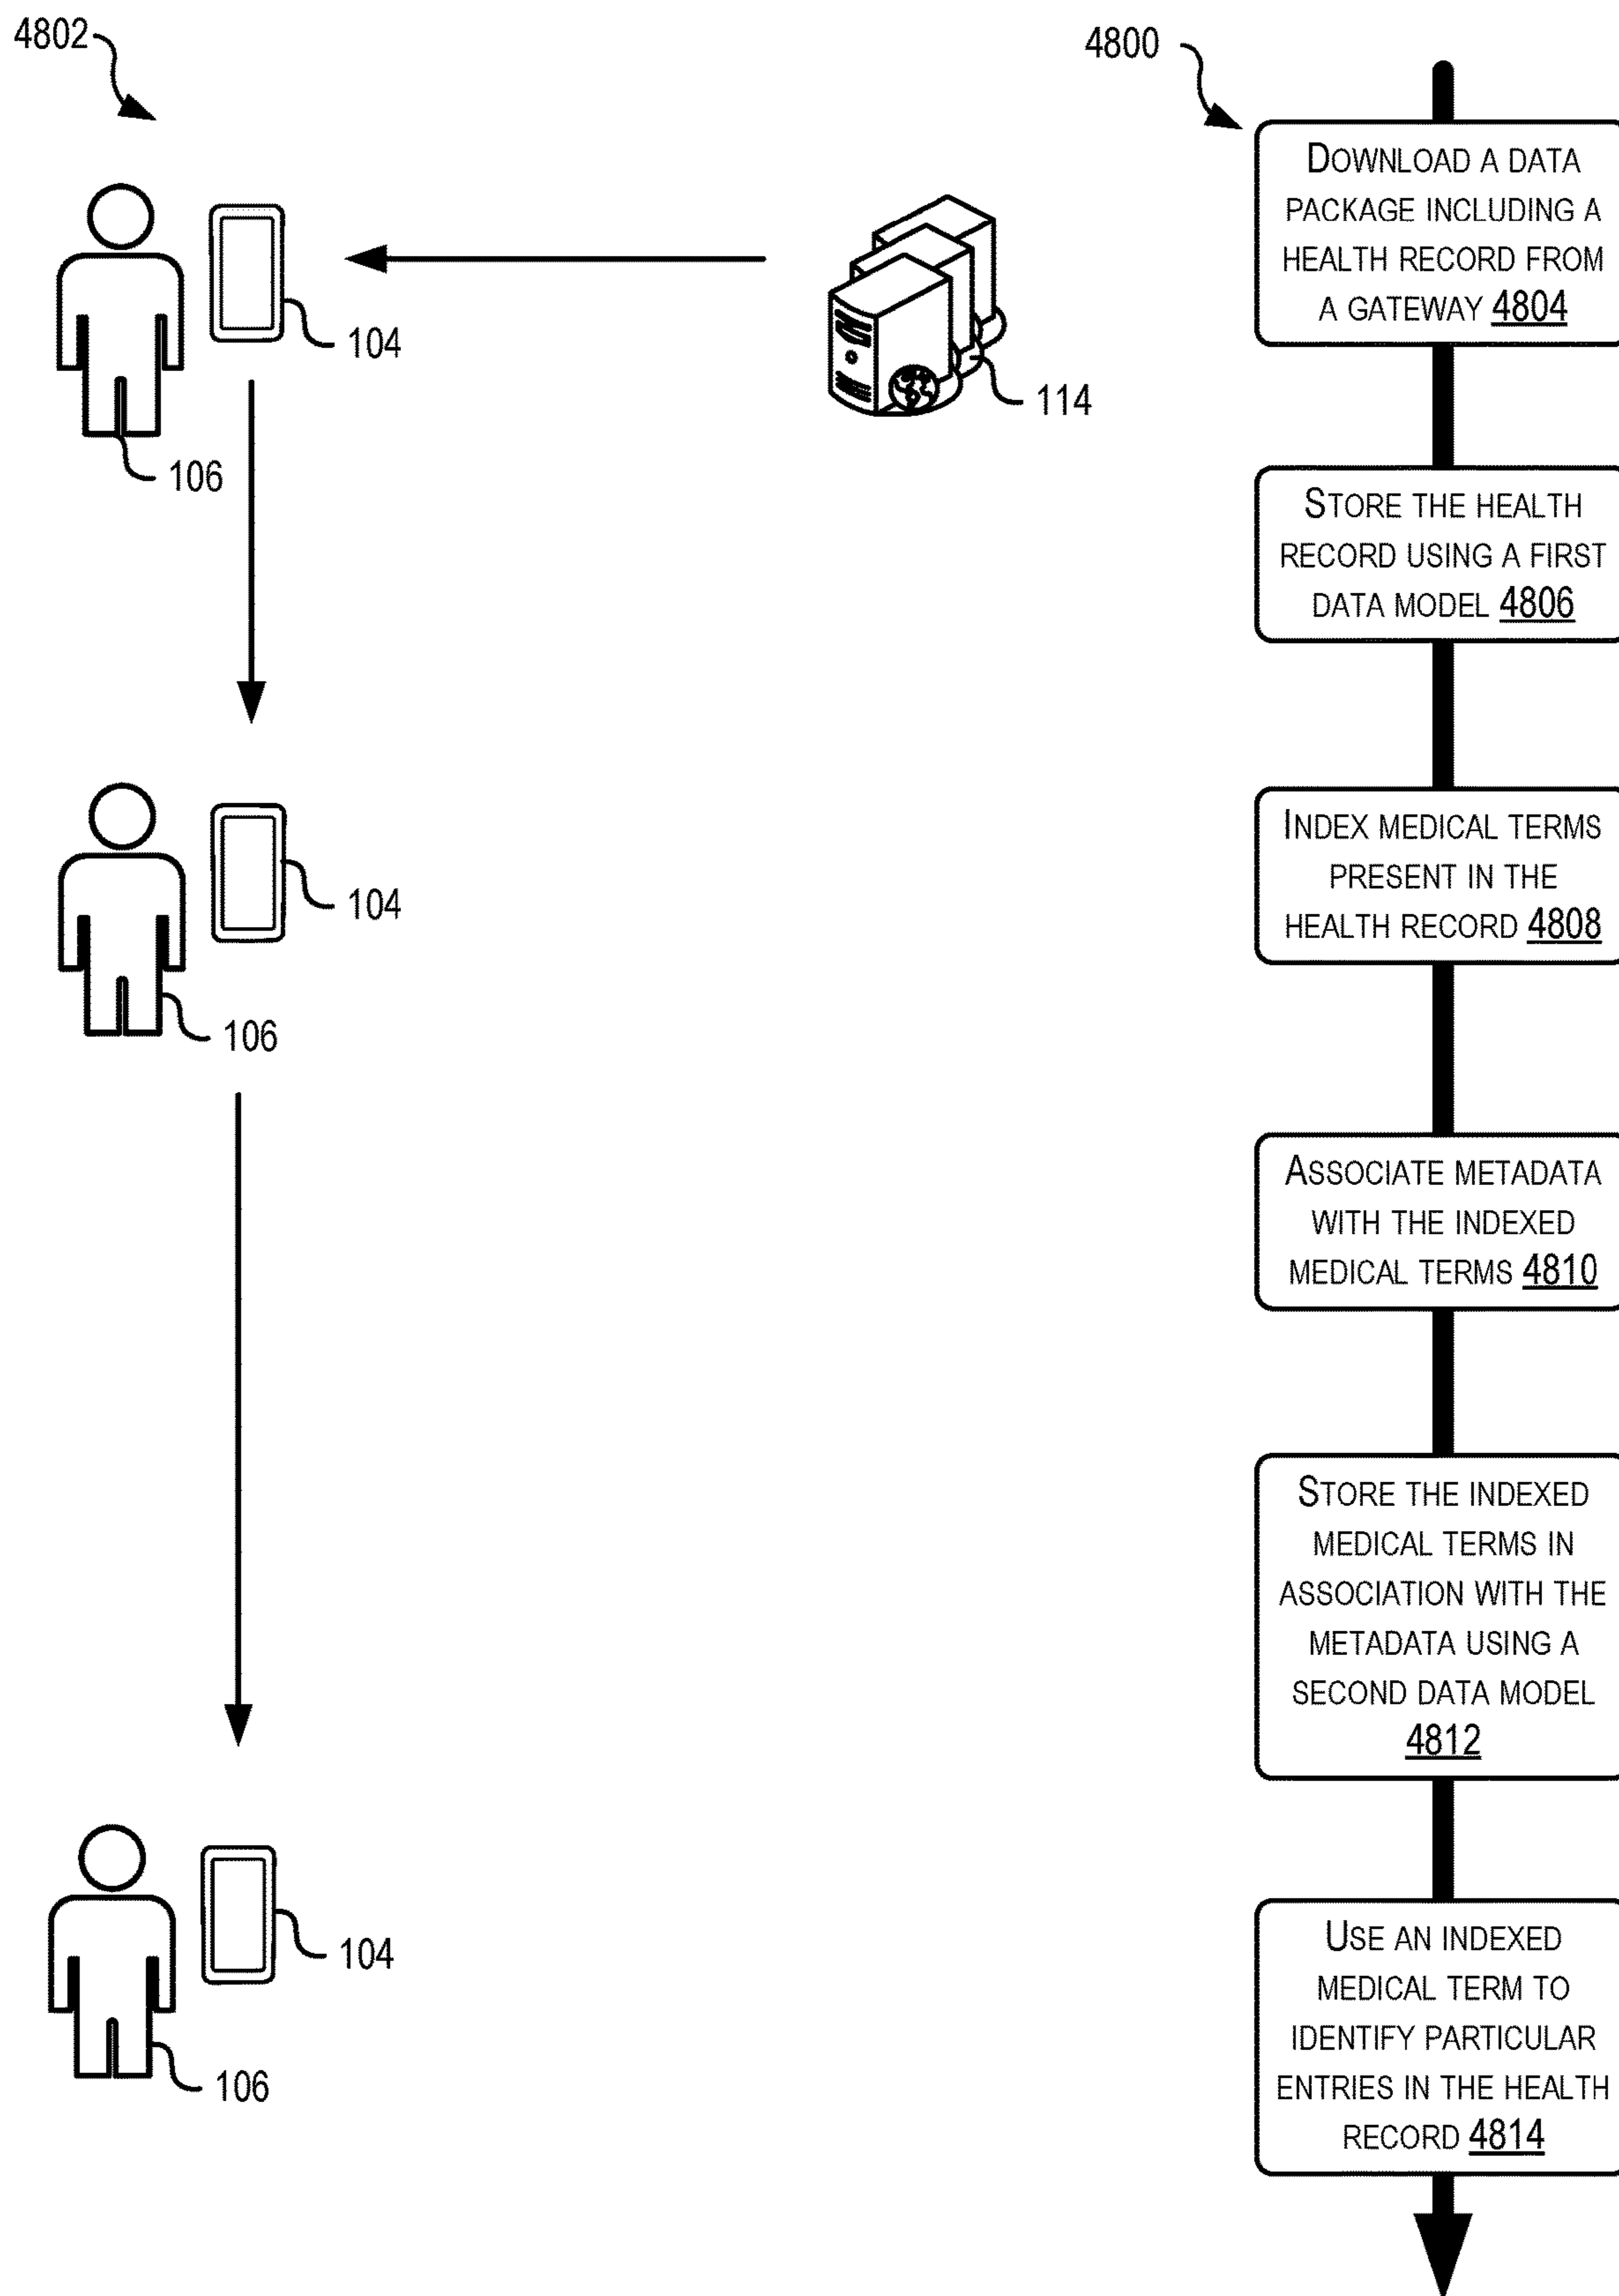 4802
4800
DOWNLOAD A DATA
PACKAGE INCLUDING A
HEALTH RECORD FROM
A GATEWAY 4804
104
114
106
STORE THE HEALTH
RECORD USING A FIRST
DATA MODEL 4806
INDEX MEDICAL TERMS
PRESENT IN THE
HEALTH RECORD 4808
104
106
ASSOCIATE METADATA
WITH THE INDEXED
MEDICAL TERMS 4810
STORE THE INDEXED
MEDICAL TERMS IN
ASSOCIATION WITH THE
METADATA USING A
SECOND DATA MODEL
4812
USE AN INDEXED
MEDICAL TERM TO
IDENTIFY PARTICULAR
ENTRIES IN THE HEALTH
RECORD 4814
104
106